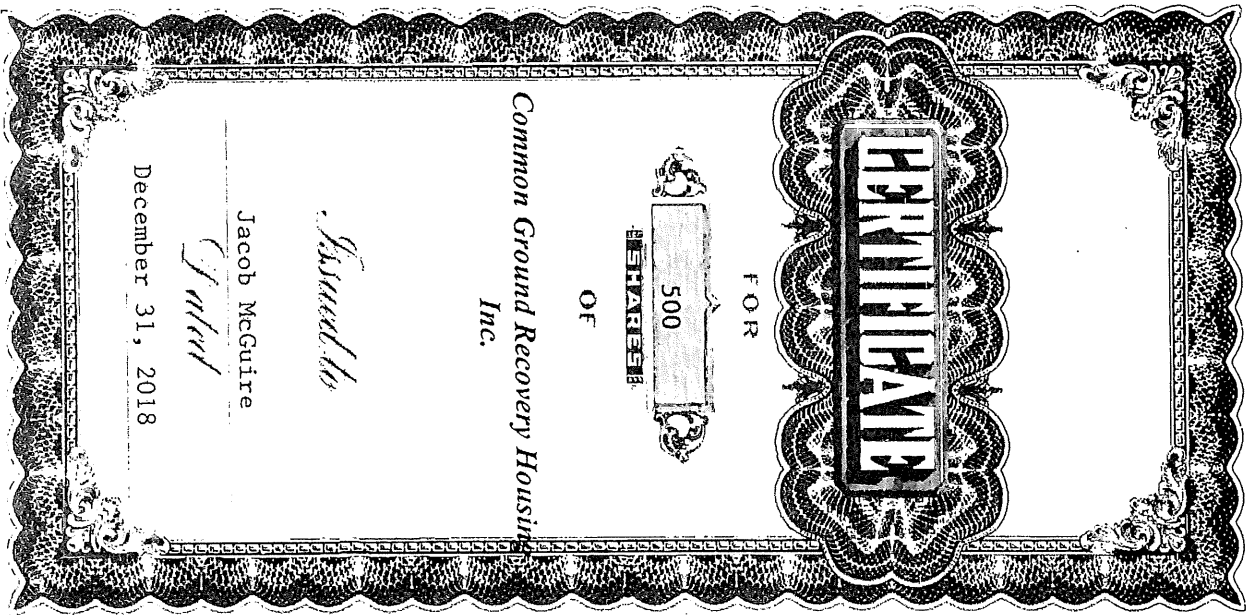 CERTIFICATE
FOR
500
SHARES
OF
Common Ground Recovery Housing
Inc.
Issued to
Jacob McGuire
Dated
December 31, 2018